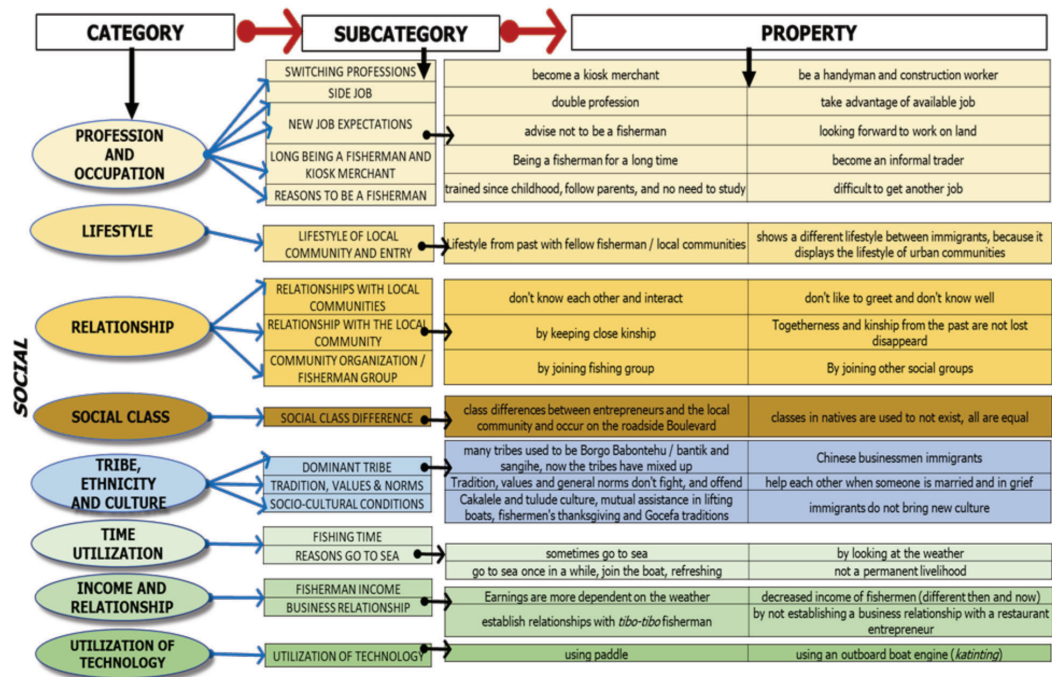 CATEGORY
SUBCATEGORY
PROPERTY
SOCIAL
PROFESSION
AND
OCCUPATION
SWITCHING PROFESSIONS
become a kiosk merchant
be a handyman and construction worker
SIDE JOB
double profession
take advantage of available job
NEW JOB EXPECTATIONS
advise not to be a fisherman
looking forward to work on land
LONG BEING A FISHERMAN AND
KIOSK MERCHANT
Being a fisherman for a long time
become an informal trader
REASONS TO BE A FISHERMAN
trained since childhood, follow parents, and no need to study
difficult to get another job
LIFESTYLE
LIFESTYLE OF LOCAL
COMMUNITY AND ENTRY
Lifestyle from past with fellow fisherman / local communities
shows a different lifestyle between immigrants, because it
displays the lifestyle of urban communities
RELATIONSHIP
RELATIONSHIPS WITH LOCAL
COMMUNITIES
don't know each other and interact
don't like to greet and don't know well
RELATIONSHIP WITH THE LOCAL
COMMUNITY
by keeping close kinship
Togetherness and kinship from the past are not lost
disappeard
COMMUNITY ORGANIZATION /
FISHERMAN GROUP
by joining fishing group
By joining other social groups
SOCIAL CLASS
SOCIAL CLASS DIFFERENCE
class differences between entrepreneurs and the local
community and occur on the roadside Boulevard
classes in natives are used to not exist, all are equal
TRIBE,
ETHNICITY
AND CULTURE
DOMINANT TRIBE
many tribes used to be Borgo Babontehu / bantik and
sangihe, now the tribes have mixed up
Chinese businesmen immigrants
TRADITION, VALUES & NORMS
Tradition, values and general norms don't fight, and offend
help each other when someone is married and in grief
SOCIO-CULTURAL CONDITIONS
Cakalele and tulude culture, mutual assistance in lifting
boats, fishermen's thanksgiving and Gocefa traditions
immigrants do not bring new culture
TIME
UTILIZATION
FISHING TIME
REASONS GO TO SEA
sometimes go to sea
by looking at the weather
go to sea once in a while, join the boat, refreshing
not a permanent livelihood
INCOME AND
RELATIONSHIP
FISHERMAN INCOME
Earnings are more dependent on the weather
decreased income of fishermen (different then and now)
BUSINESS RELATIONSHIP
establish relationships with tibo-tibo fisherman
by not establishing a business relationship with a restaurant
entrepreneur
UTILIZATION OF
TECHNOLOGY
UTILIZATION OF TECHNOLOGY
using paddle
using an outboard boat engine (katinting)